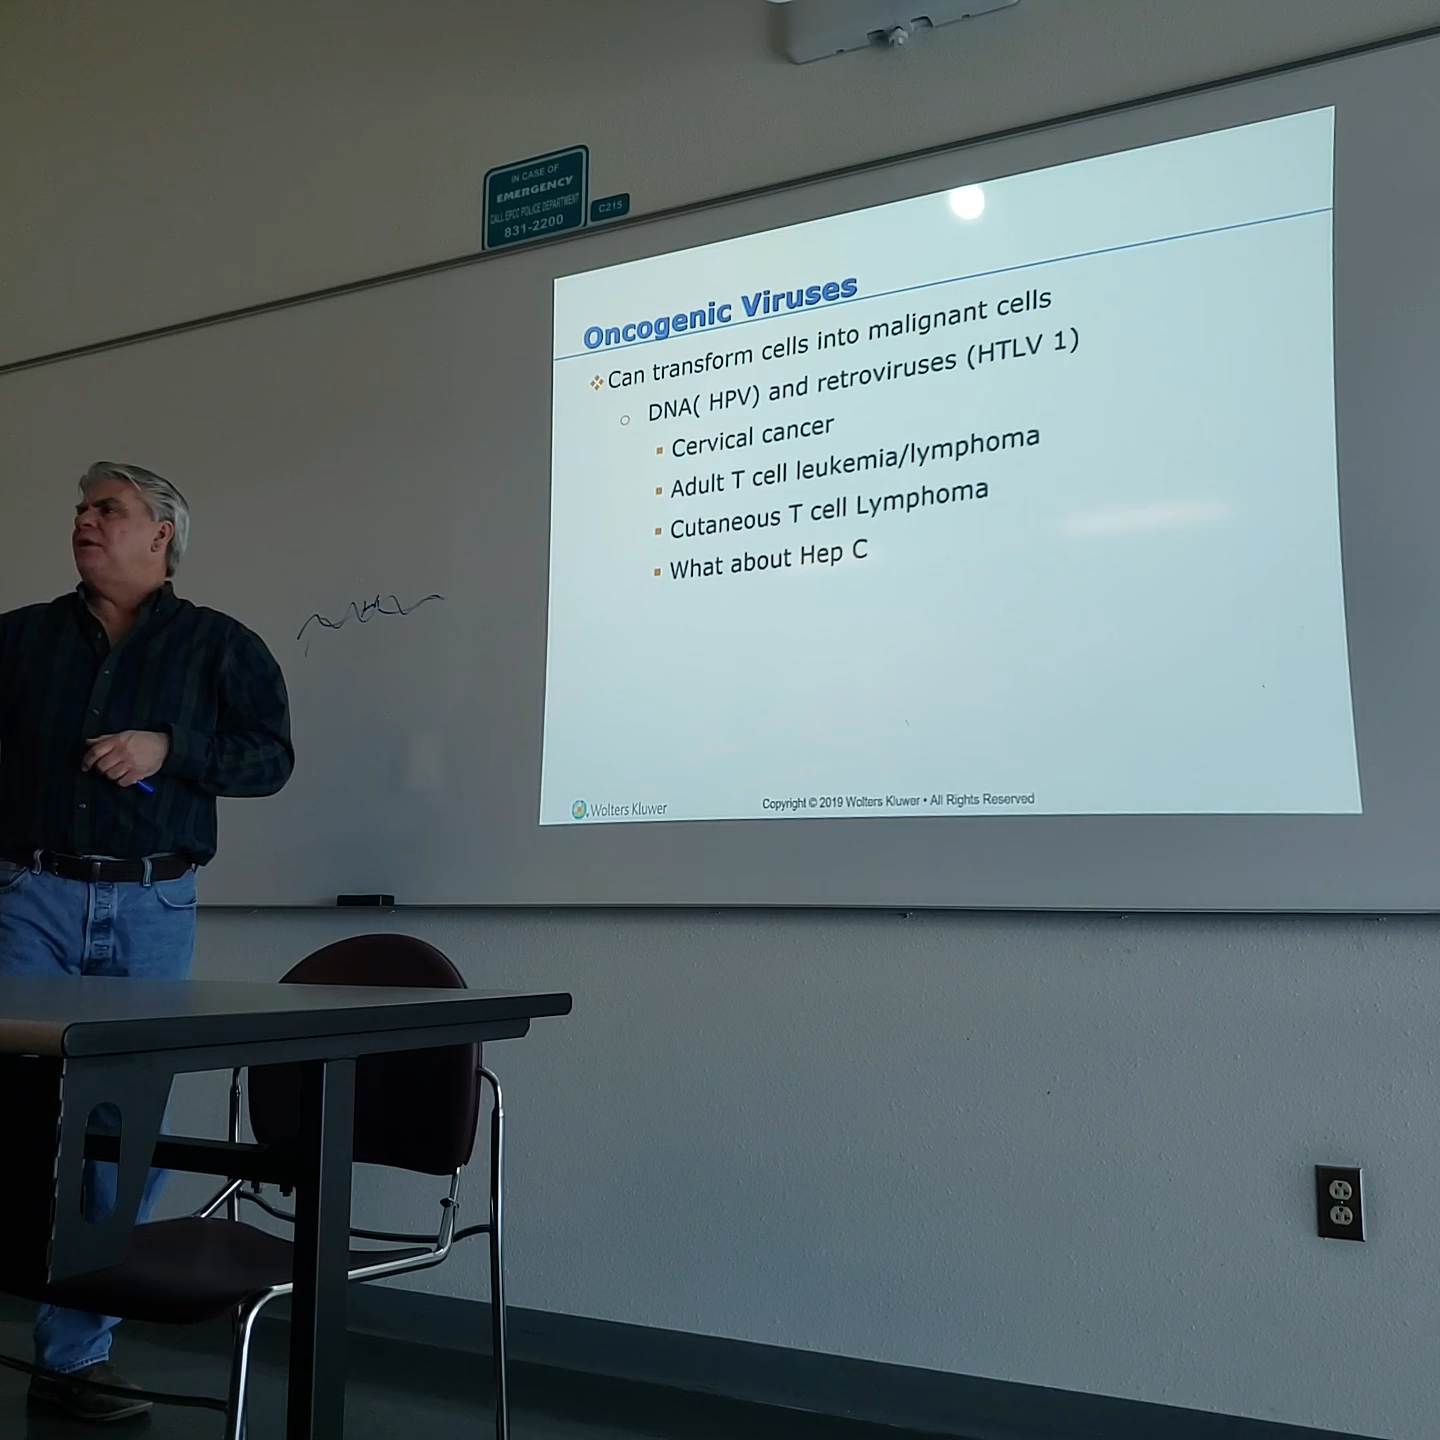 IN CASE OF
EMERGENCY
CALL EPCC POLICE DEPARTMENT
831-2200
C215
Oncogenic Viruses
Can transform cells into malignant cells
DNA( HPV) and retroviruses (HTLV 1)
Cervical cancer
Adult T cell leukemia/lymphoma
Cutaneous T cell Lymphoma
What about Hep C
Wolters Kluwer
Copyright © 2019 Wolters Kluwer • All Rights Reserved